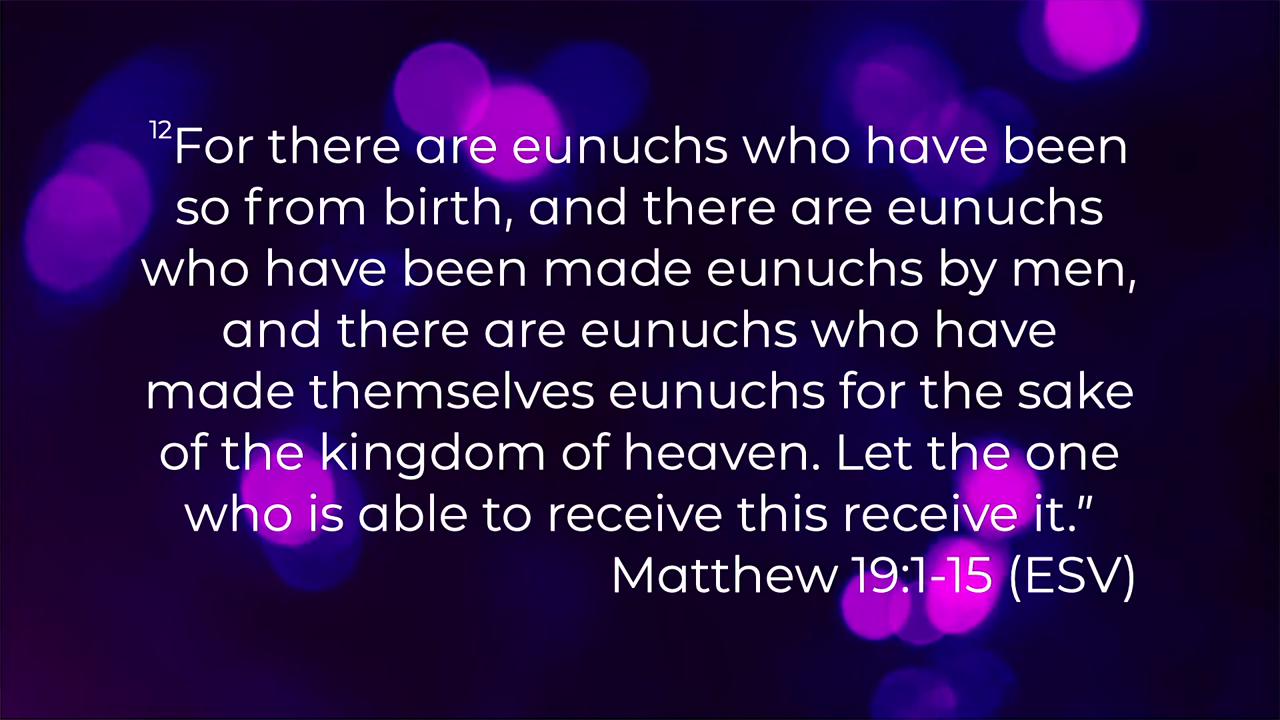 12For there are eunuchs who have been
so from birth, and there are eunuchs
who have been made eunuchs by men,
and there are eunuchs who have
made themselves eunuchs for the sake
of the kingdom of heaven. Let the one
who is able to receive this receive it.”
Matthew 19:1-15 (ESV)